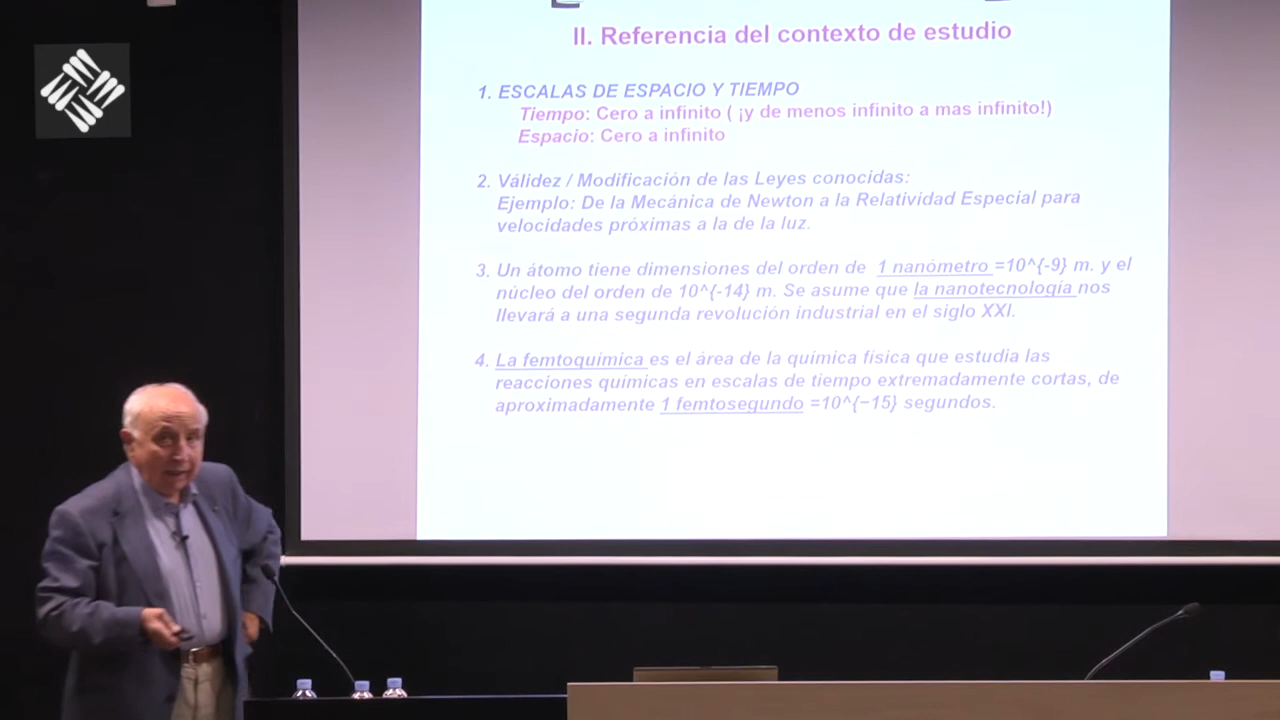 II. Referencia del contexto de estudio
1. ESCALAS DE ESPACIO Y TIEMPO
Tiempo: Cero a infinito ( ¡y de menos infinito a mas infinito!)
Espacio: Cero a infinito
2. Válidez / Modificación de las Leyes conocidas:
Ejemplo: De la Mecánica de Newton a la Relatividad Especial para
velocidades próximas a la de la luz.
3. Un átomo tiene dimensiones del orden de 1 nanómetro =10^{-9} m. y el
núcleo del orden de 10^{-14} m. Se asume que la nanotecnología nos
llevará a una segunda revolución industrial en el siglo XXI.
4. La femtoquímica es el área de la química física que estudia las
reacciones químicas en escalas de tiempo extremadamente cortas, de
aproximadamente 1 femtosegundo =10^{−15} segundos.